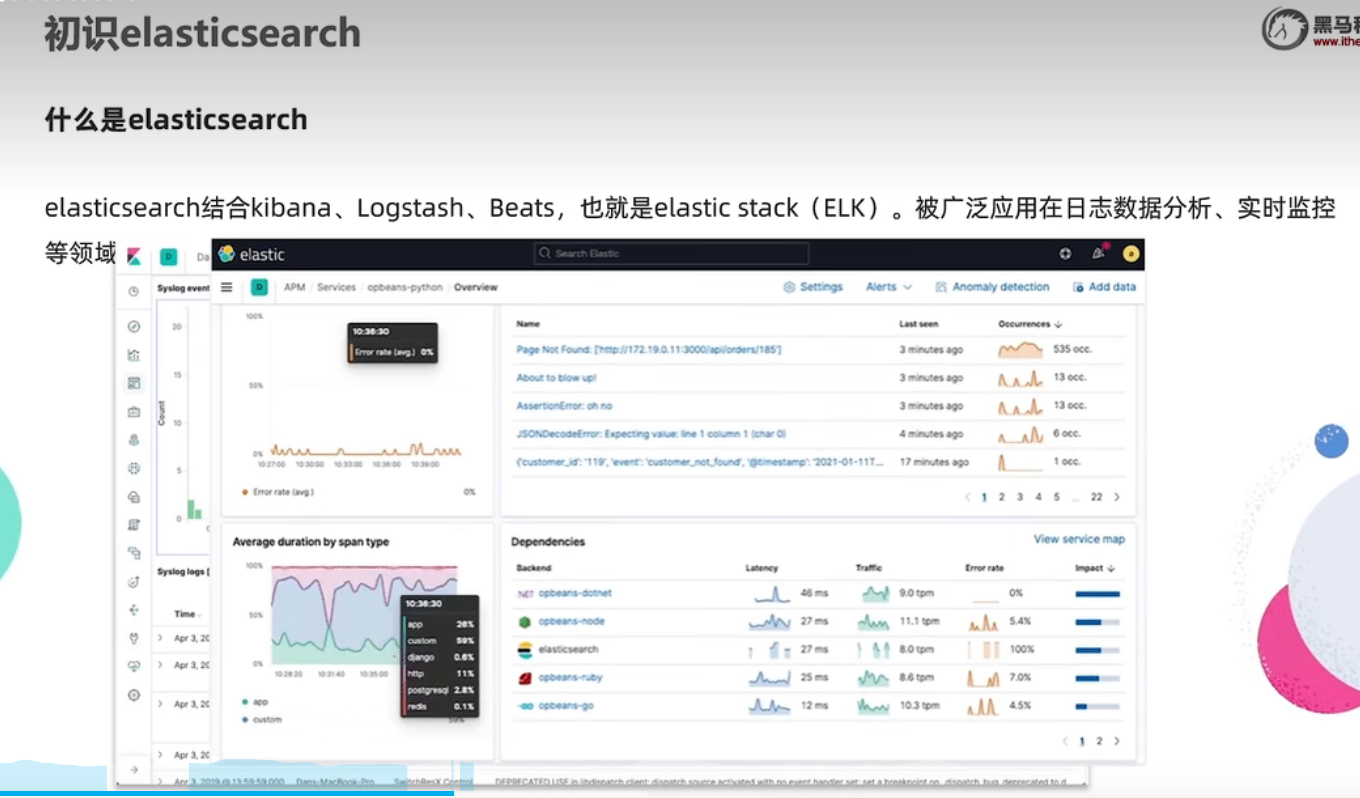 初识elasticsearch
黑马
www.ithe
什么是elasticsearch
elasticsearch结合kibana、Logstash、Beats，也就是elastic stack（ELK）。被广泛应用在日志数据分析、实时监控
等领域
D
Da
elastic
Search Elastic
a
Syslog event
D
APM / Services / opbeans-python / Overview
Settings
Alerts
Anomaly detection
Add data
20
15
10
5
0
Count
100%
50%
0%
10:36:30
Error rate (avg.) 0%
10:27:00 10:30:00 10:33:00 10:36:00 10:39:00
Error rate (avg.) 0%
Name Last seen Occurrences
Page Not Found: ['http://172.19.0.11:3000/api/orders/185'] 3 minutes ago 535 occ.
About to blow up! 3 minutes ago 13 occ.
AssertionError: oh no 3 minutes ago 13 occ.
JSONDecodeError: Expecting value: line 1 column 1 (char 0) 4 minutes ago 6 occ.
{'customer_id': '119', 'event': 'customer_not_found', '@timestamp': '2021-01-11T... 17 minutes ago 1 occ.
1 2 3 4 5 ... 22
Syslog logs [
Time
Apr 3, 20
Apr 3, 20
Apr 3, 20
Apr 3, 20
Average duration by span type
100%
50%
0%
10:28:20 10:31:40 10:35:00
10:36:30
app 26%
custom 59%
django 0.6%
http 11%
postgresql 2.8%
redis 0.1%
app
custom 59%
Dependencies
View service map
Backend Latency Traffic Error rate Impact
.NET opbeans-dotnet 46 ms 9.0 tpm 0%
opbeans-node 27 ms 11.1 tpm 5.4%
elasticsearch 27 ms 8.0 tpm 100%
opbeans-ruby 25 ms 8.6 tpm 7.0%
opbeans-go 12 ms 10.3 tpm 4.5%
1 2
Apr 3, 2019 @ 13:59:59.000 Dans-MacBook-Pro SwitchResX Control DEPRECATED USE in libdispatch client: dispatch source activated with no event handler set; set a breakpoint on _dispatch_bug_deprecated to d